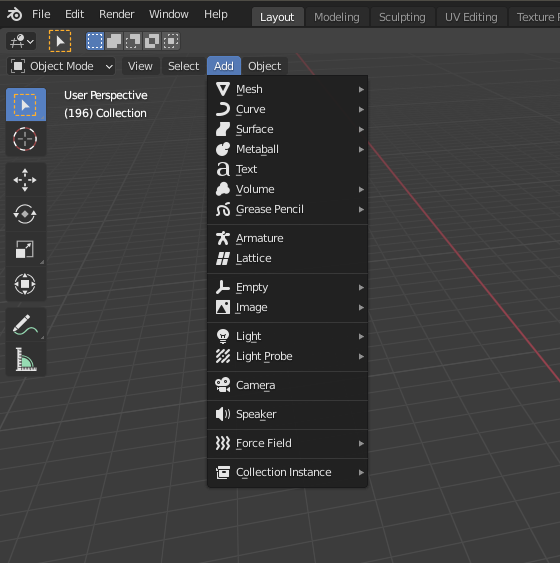 File Edit Render Window Help Layout Modeling Sculpting UV Editing Texture
Object Mode View Select Add Object
User Perspective
(196) Collection
Mesh
Curve
Surface
Metaball
Text
Volume
Grease Pencil
Armature
Lattice
Empty
Image
Light
Light Probe
Camera
Speaker
Force Field
Collection Instance